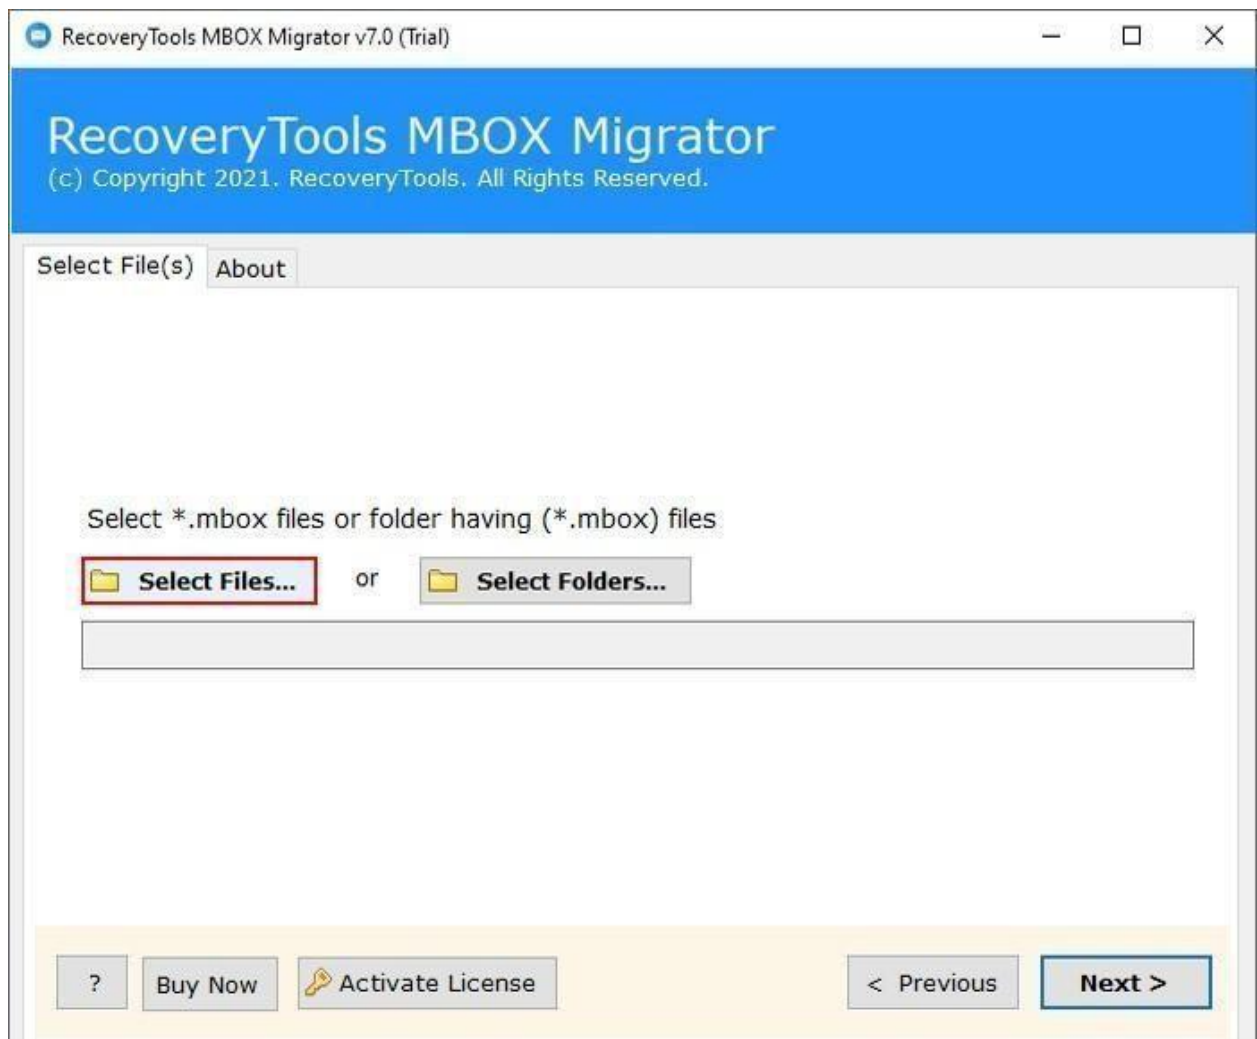 RecoveryTools MBOX Migrator v7.0 (Trial)
RecoveryTools MBOX Migrator
(c) Copyright 2021. RecoveryTools. All Rights Reserved.
Select File(s) About
Select *.mbox files or folder having (*.mbox) files
Select Files... or Select Folders...
? Buy Now Activate License < Previous Next >